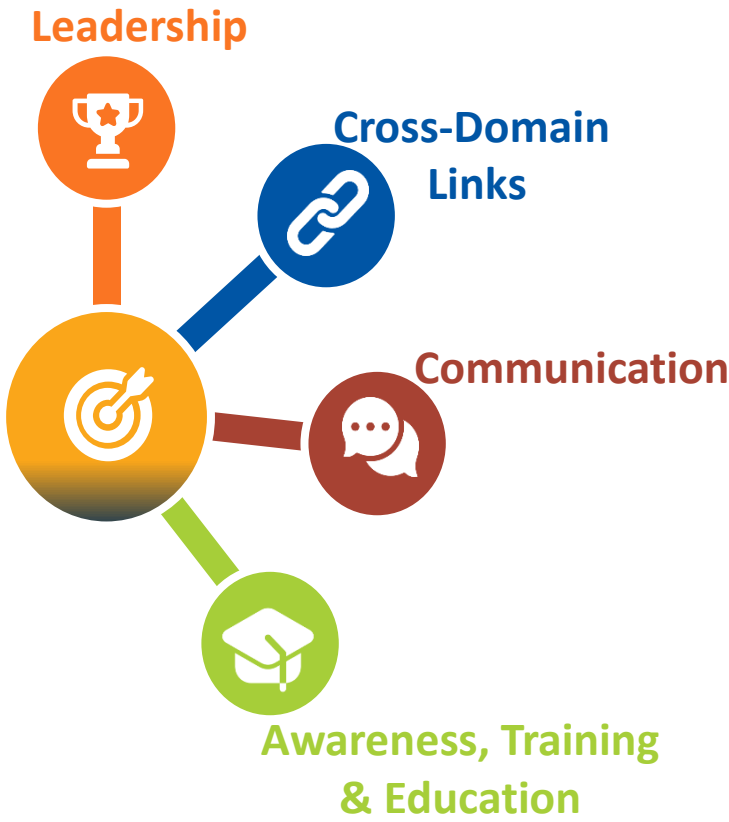 Leadership
Cross-Domain
Links
Communication
Awareness, Training
& Education